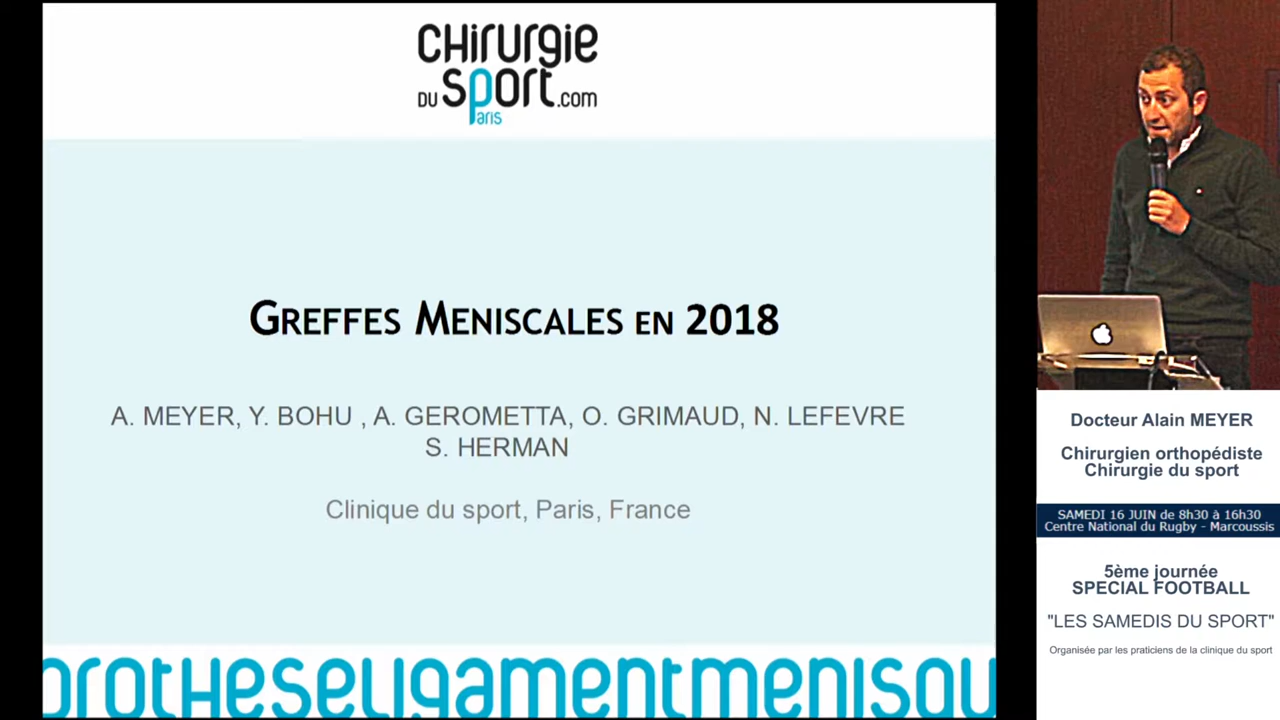 CHIRURGIE
DU SPORT.COM
PARIS
GREFFES MENISCALES EN 2018
A. MEYER, Y. BOHU , A. GEROMETTA, O. GRIMAUD, N. LEFEVRE
S. HERMAN
Clinique du sport, Paris, France
protheseligamentmenisqu
Docteur Alain MEYER
Chirurgien orthopédiste
Chirurgie du sport
SAMEDI 16 JUIN de 8h30 à 16h30
Centre National du Rugby - Marcoussis
5ème journée
SPECIAL FOOTBALL
"LES SAMEDIS DU SPORT"
Organisée par les praticiens de la clinique du sport